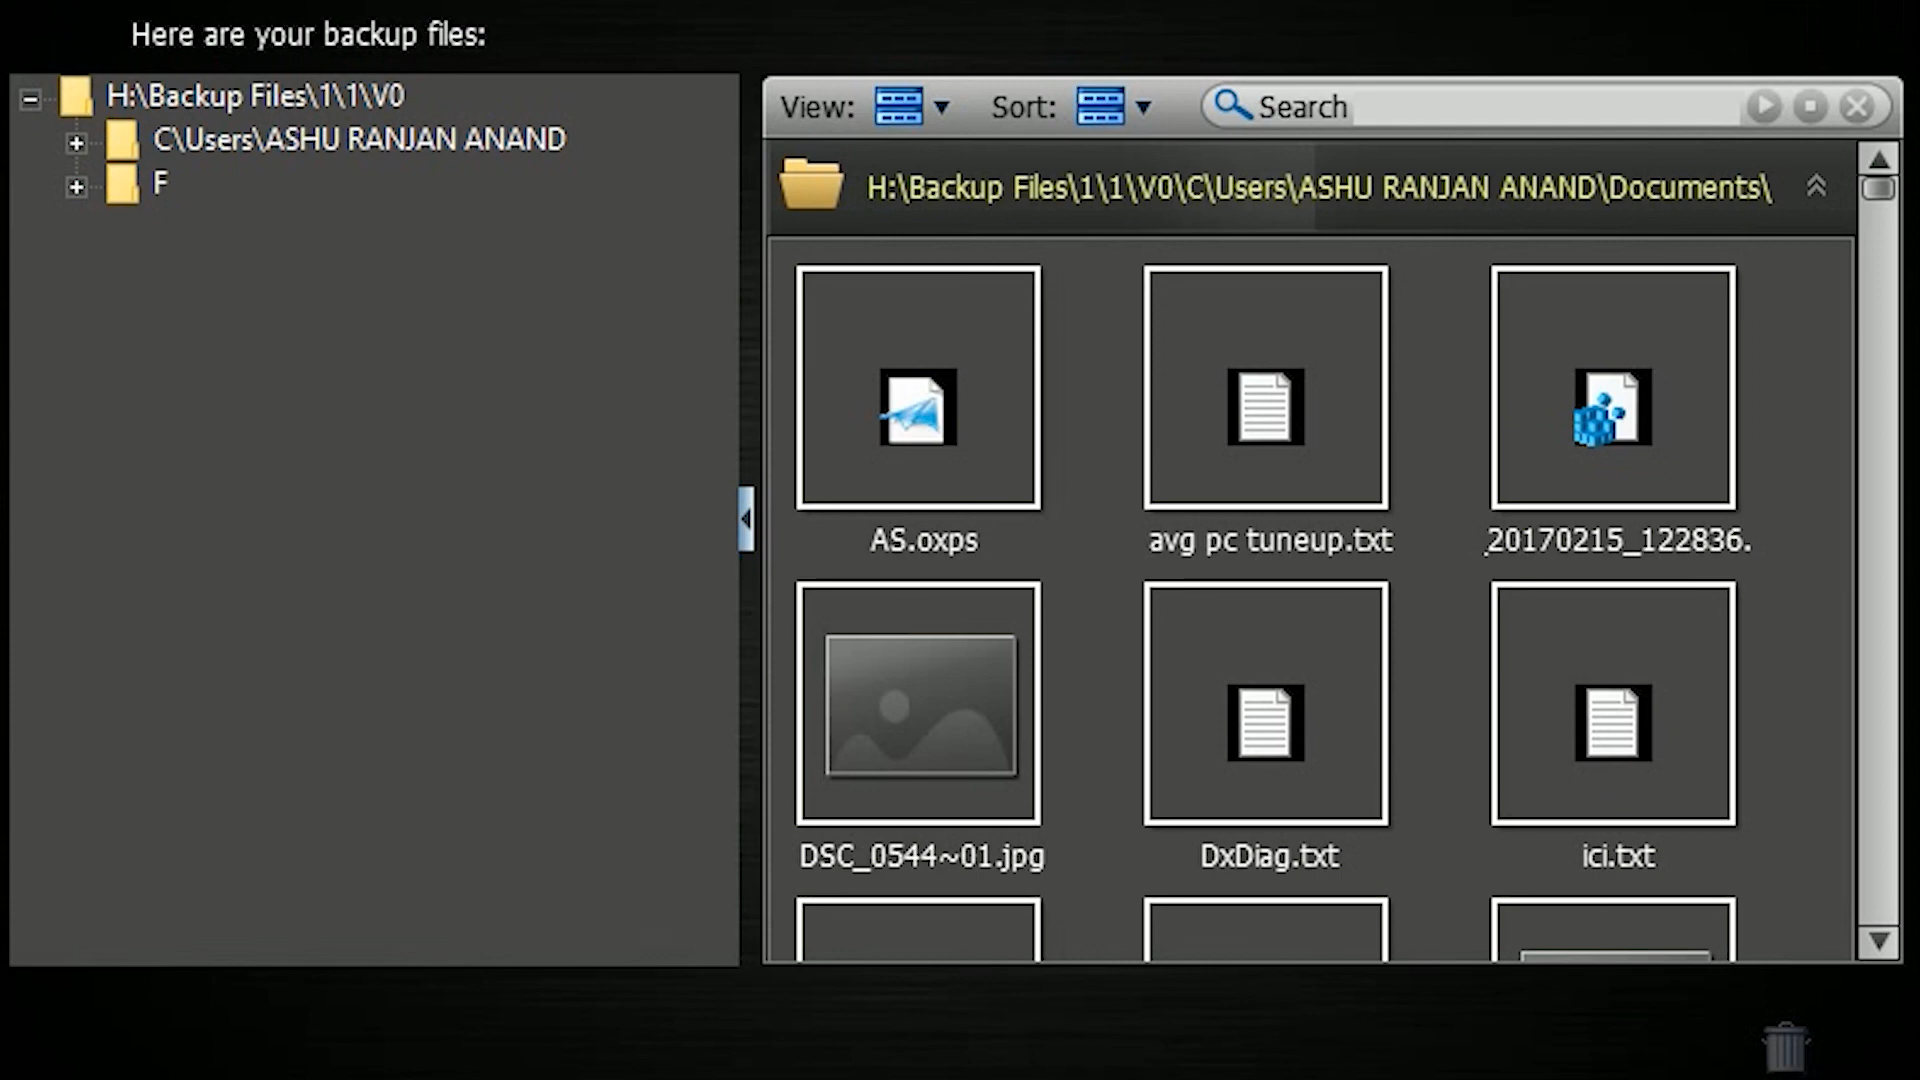 Here are your backup files:
H:\Backup Files\1\1\V0
C\Users\ASHU RANJAN ANAND
F
View:
Sort:
Search
H:\Backup Files\1\1\V0\C\Users\ASHU RANJAN ANAND\Documents\
AS.oxps
avg pc tuneup.txt
_20170215_122836.
DSC_0544~01.jpg
DxDiag.txt
ici.txt